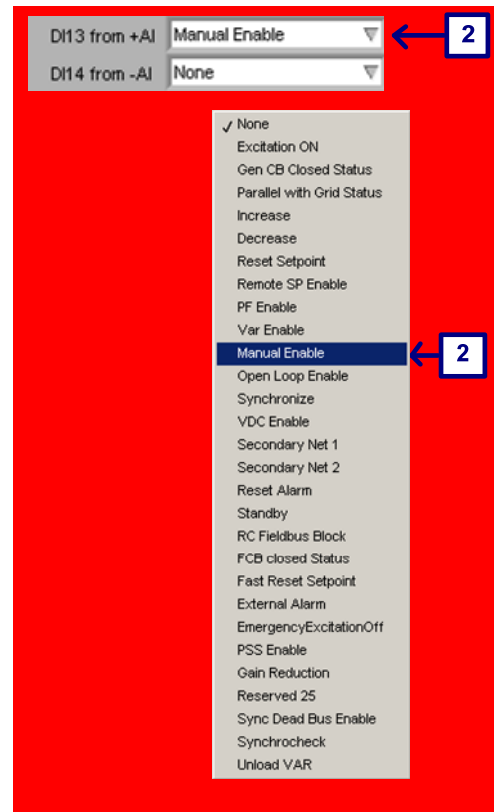 DI13 from +AI Manual Enable 2
DI14 from -AI None
✓ None
Excitation ON
Gen CB Closed Status
Parallel with Grid Status
Increase
Decrease
Reset Setpoint
Remote SP Enable
PF Enable
Var Enable
Manual Enable 2
Open Loop Enable
Synchronize
VDC Enable
Secondary Net 1
Secondary Net 2
Reset Alarm
Standby
RC Fieldbus Block
FCB closed Status
Fast Reset Setpoint
External Alarm
EmergencyExcitationOff
PSS Enable
Gain Reduction
Reserved 25
Sync Dead Bus Enable
Synchrocheck
Unload VAR